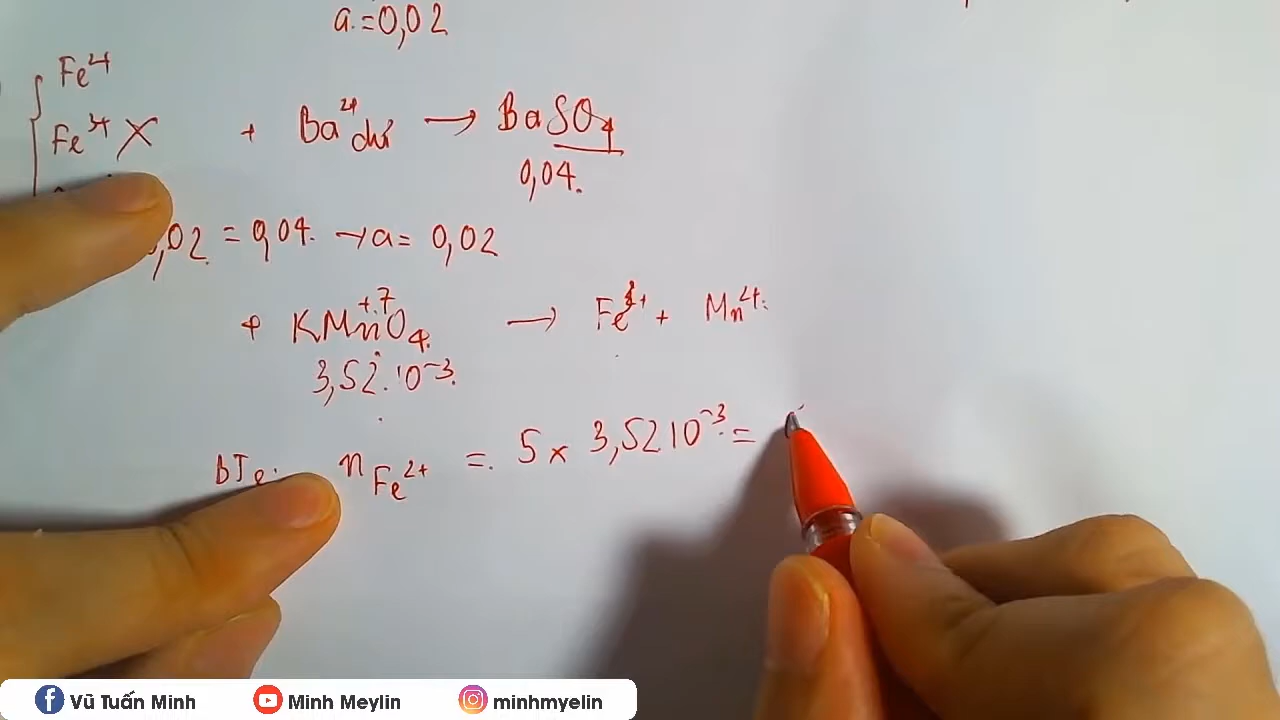 a = 0,02
Fe²⁺
Fe³⁺ X + Ba²⁺ dư → BaSO₄
0,04.
0,02 = 0,04. → a = 0,02
+7
+ KMnO₄ → Fe³⁺ + Mn²⁺
3,52.10⁻³.
BTe: n Fe²⁺ = 5 x 3,52 10⁻³ =
Vũ Tuấn Minh Minh Meylin minhmyelin